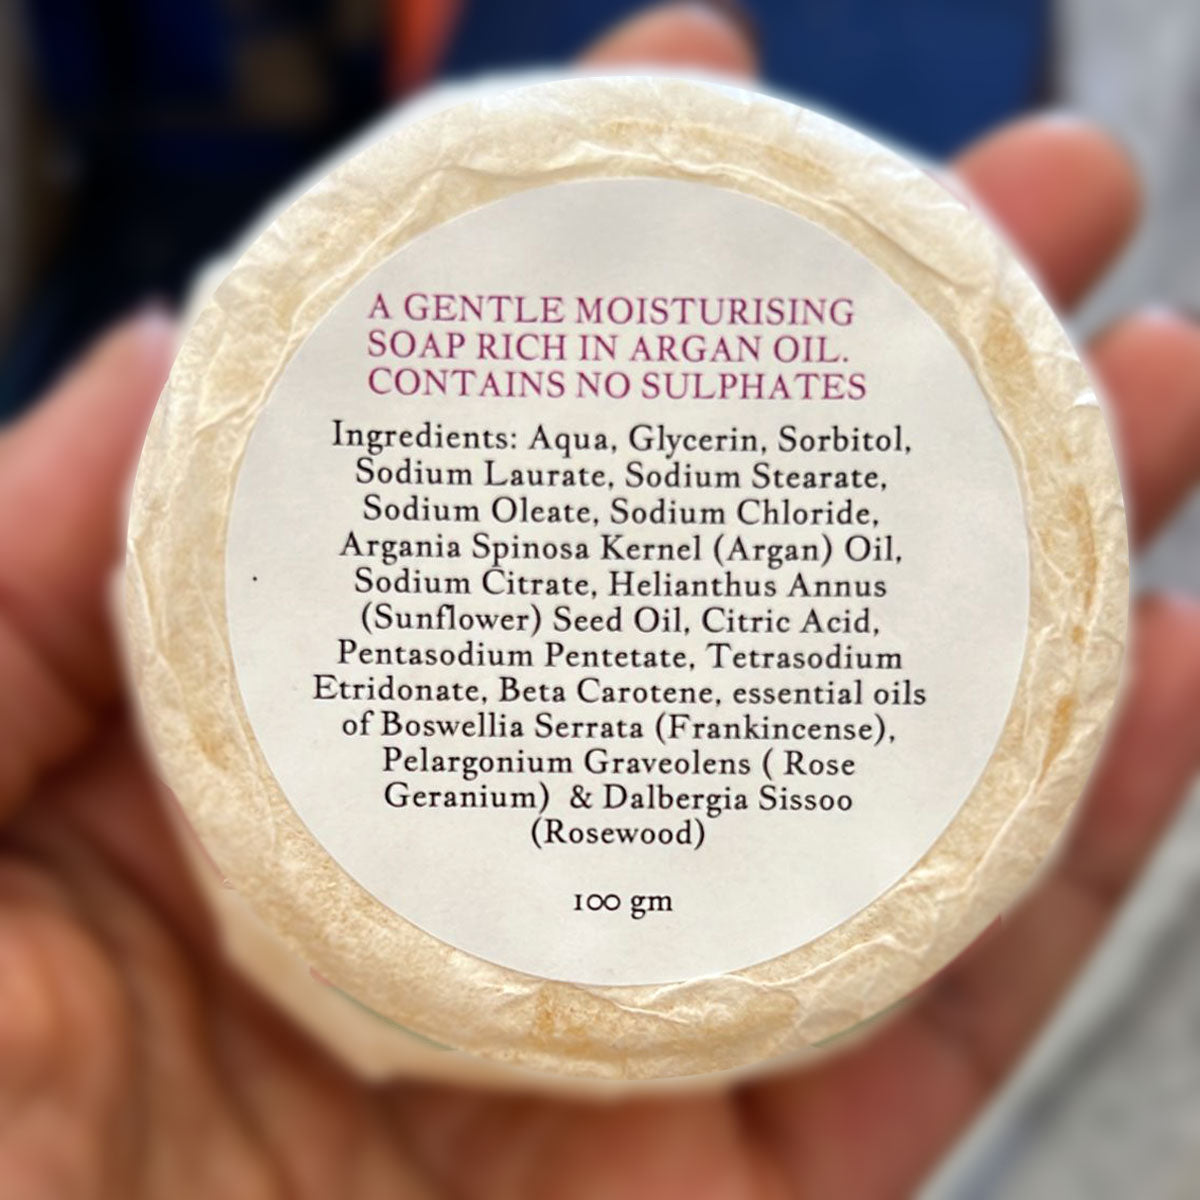 A GENTLE MOISTURISING
SOAP RICH IN ARGAN OIL.
CONTAINS NO SULPHATES
Ingredients: Aqua, Glycerin, Sorbitol,
Sodium Laurate, Sodium Stearate,
Sodium Oleate, Sodium Chloride,
Argania Spinosa Kernel (Argan) Oil,
Sodium Citrate, Helianthus Annus
(Sunflower) Seed Oil, Citric Acid,
Pentasodium Pentetate, Tetrasodium
Etridonate, Beta Carotene, essential oils
of Boswellia Serrata (Frankincense),
Pelargonium Graveolens ( Rose
Geranium) & Dalbergia Sissoo
(Rosewood)
100 gm